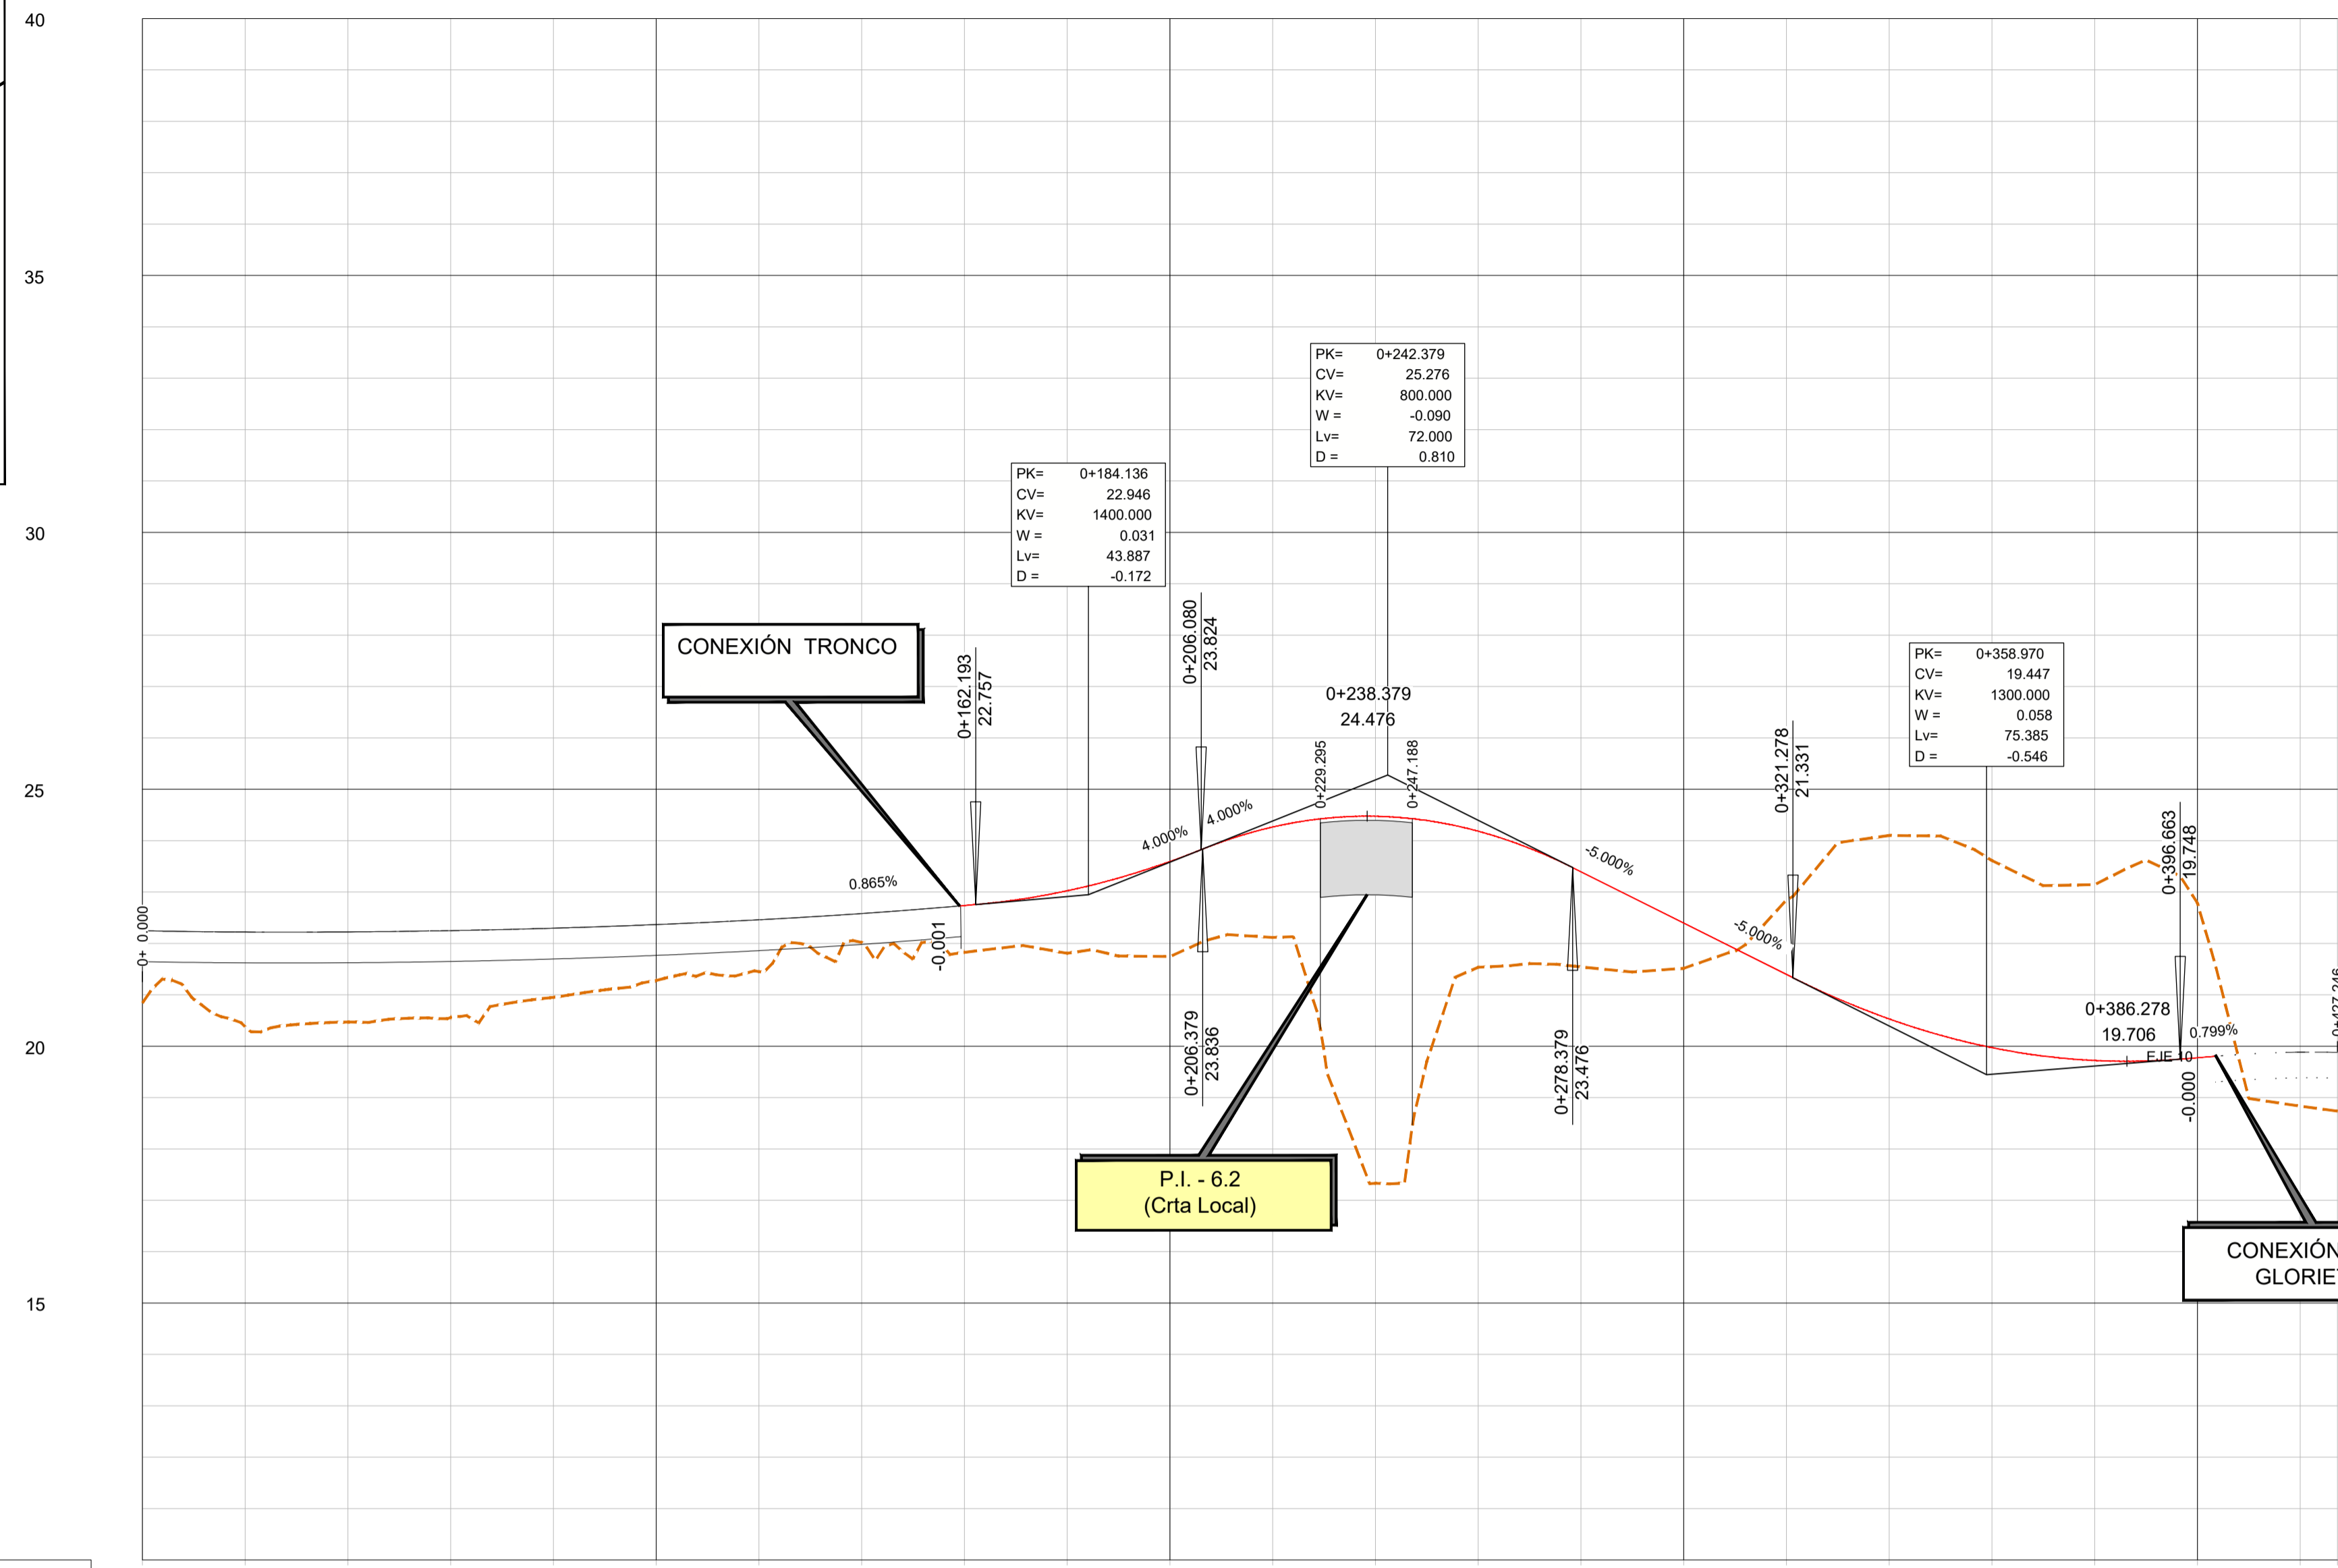 40
35
30
25
20
15
PK= 0+242.379
CV= 25.276
KV= 800.000
W = -0.090
Lv= 72.000
D = 0.810
PK= 0+184.136
CV= 22.946
KV= 1400.000
W = 0.031
Lv= 43.887
D = -0.172
CONEXIÓN TRONCO
0+162.193
22.757
0+206.080
23.824
0+238.379
24.476
0+229.295
0+247.188
PK= 0+358.970
CV= 19.447
KV= 1300.000
W = 0.058
Lv= 75.385
D = -0.546
0+321.278
21.331
0+396.663
19.748
4.000%
4.000%
-5.000%
-5.000%
0.865%
0+ 0.000
-0.001
0+206.379
23.836
0+278.379
23.476
0+386.278
19.706
0.799%
EJE 10
-0.000
0+427.246
P.I. - 6.2
(Crta Local)
CONEXIÓN
GLORIE